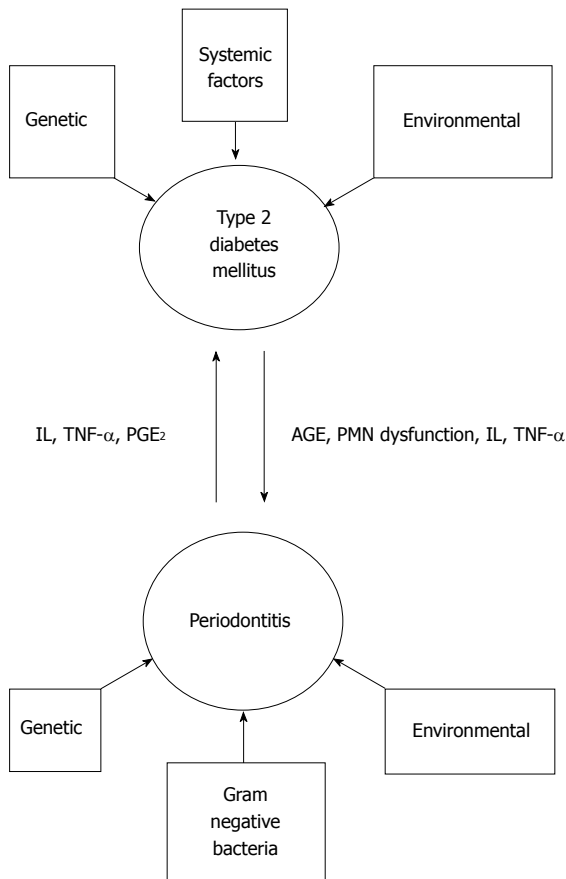 Systemic
factors
Genetic
Environmental
Type 2
diabetes
mellitus
IL, TNF-α, PGE₂
AGE, PMN dysfunction, IL, TNF-α
Periodontitis
Genetic
Environmental
Gram
negative
bacteria